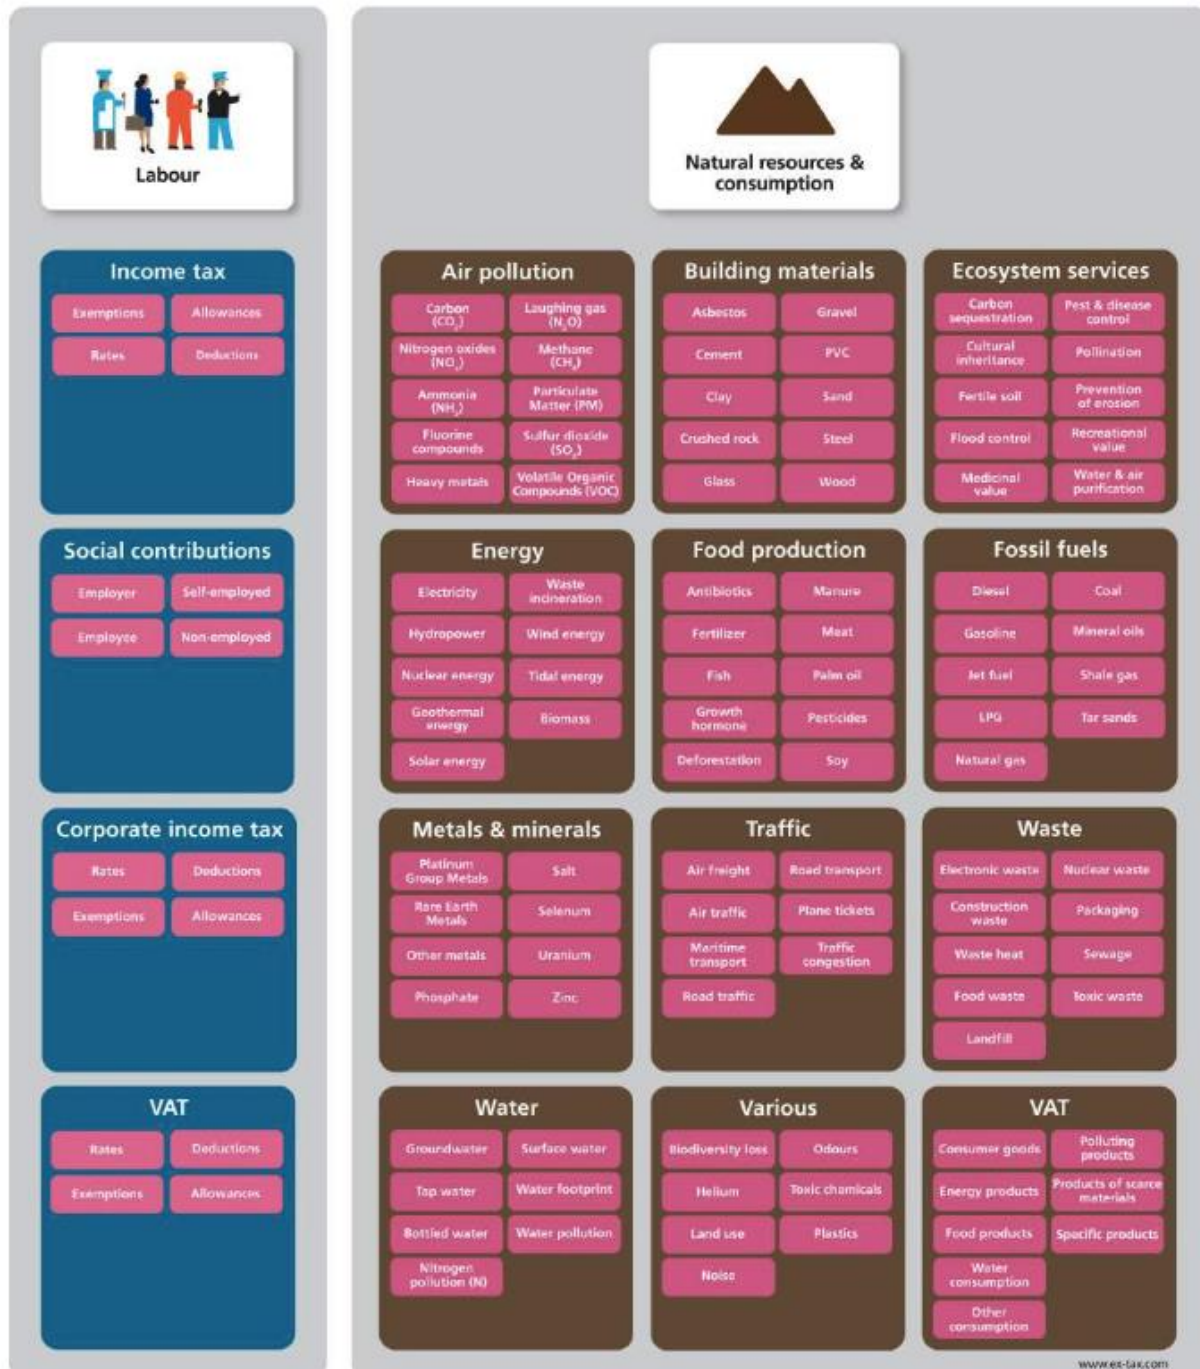 Labour
Natural resources &
consumption
Income tax
Exemptions
Allowances
Rates
Deductions
Social contributions
Employer
Self-employed
Employee
Non-employed
Corporate income tax
Rates
Deductions
Exemptions
Allowances
VAT
Rates
Deductions
Exemptions
Allowances
Air pollution
Carbon
(CO₂)
Laughing gas
(N₂O)
Nitrogen oxides
(NOₓ)
Methane
(CH₄)
Ammonia
(NH₃)
Particulate
Matter (PM)
Fluorine
compounds
Sulfur dioxide
(SO₂)
Heavy metals
Volatile Organic
Compounds (VOC)
Building materials
Asbestos
Gravel
Cement
PVC
Clay
Sand
Crushed rock
Steel
Glass
Wood
Ecosystem services
Carbon
sequestration
Pest & disease
control
Cultural
inheritance
Pollination
Fertile soil
Prevention
of erosion
Flood control
Recreational
value
Medicinal
value
Water & air
purification
Energy
Electricity
Waste
incineration
Hydropower
Wind energy
Nuclear energy
Tidal energy
Geothermal
energy
Biomass
Solar energy
Food production
Antibiotics
Manure
Fertilizer
Meat
Fish
Palm oil
Growth
hormone
Pesticides
Deforestation
Soy
Fossil fuels
Diesel
Coal
Gasoline
Mineral oils
Jet fuel
Shale gas
LPG
Tar sands
Natural gas
Metals & minerals
Platinum
Group Metals
Salt
Rare Earth
Metals
Selenum
Other metals
Uranium
Phosphate
Zinc
Traffic
Air freight
Road transport
Air traffic
Plane tickets
Maritime
transport
Traffic
congestion
Road traffic
Waste
Electronic waste
Nuclear waste
Construction
waste
Packaging
Waste heat
Sewage
Food waste
Toxic waste
Landfill
Water
Groundwater
Surface water
Tap water
Water footprint
Bottled water
Water pollution
Nitrogen
pollution (N)
Various
Biodiversity loss
Odours
Helium
Toxic chemicals
Land use
Plastics
Noise
VAT
Consumer goods
Polluting
products
Energy products
Products of scarce
materials
Food products
Specific products
Water
consumption
Other
consumption
www.ex-tax.com